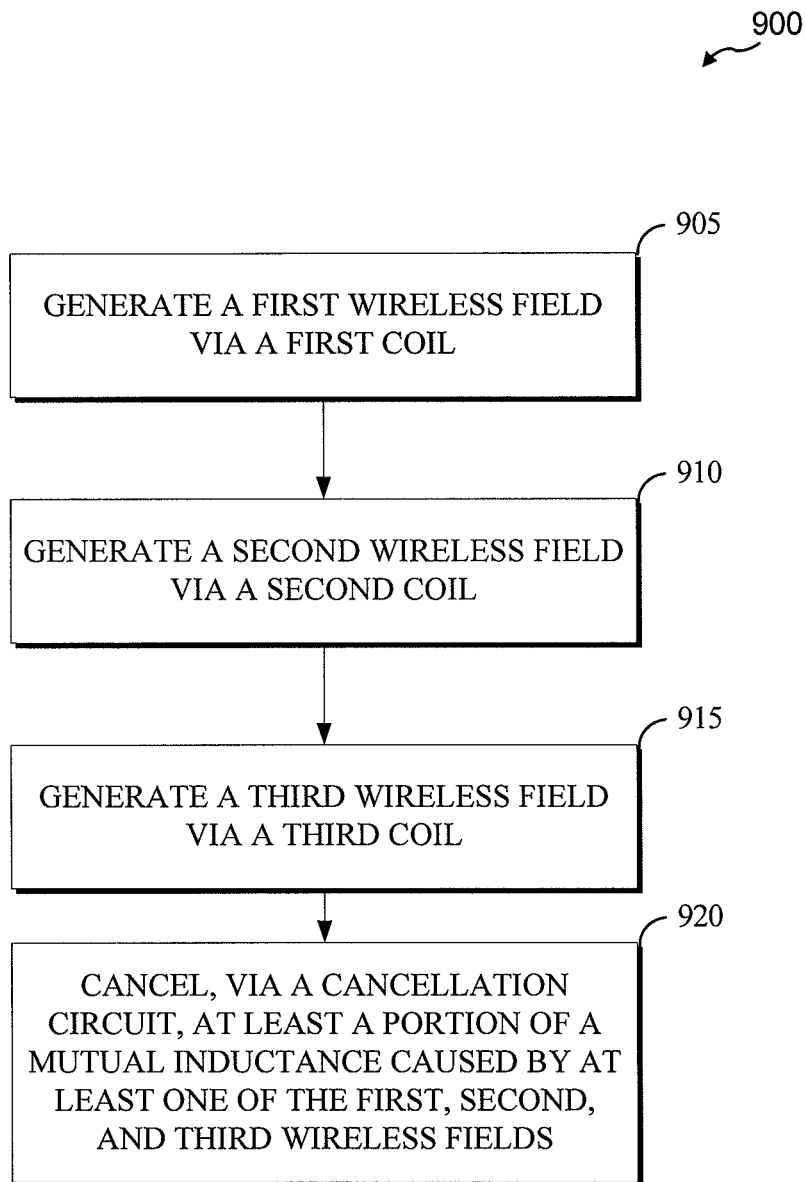 900
905
GENERATE A FIRST WIRELESS FIELD
VIA A FIRST COIL
910
GENERATE A SECOND WIRELESS FIELD
VIA A SECOND COIL
915
GENERATE A THIRD WIRELESS FIELD
VIA A THIRD COIL
920
CANCEL, VIA A CANCELLATION
CIRCUIT, AT LEAST A PORTION OF A
MUTUAL INDUCTANCE CAUSED BY AT
LEAST ONE OF THE FIRST, SECOND,
AND THIRD WIRELESS FIELDS